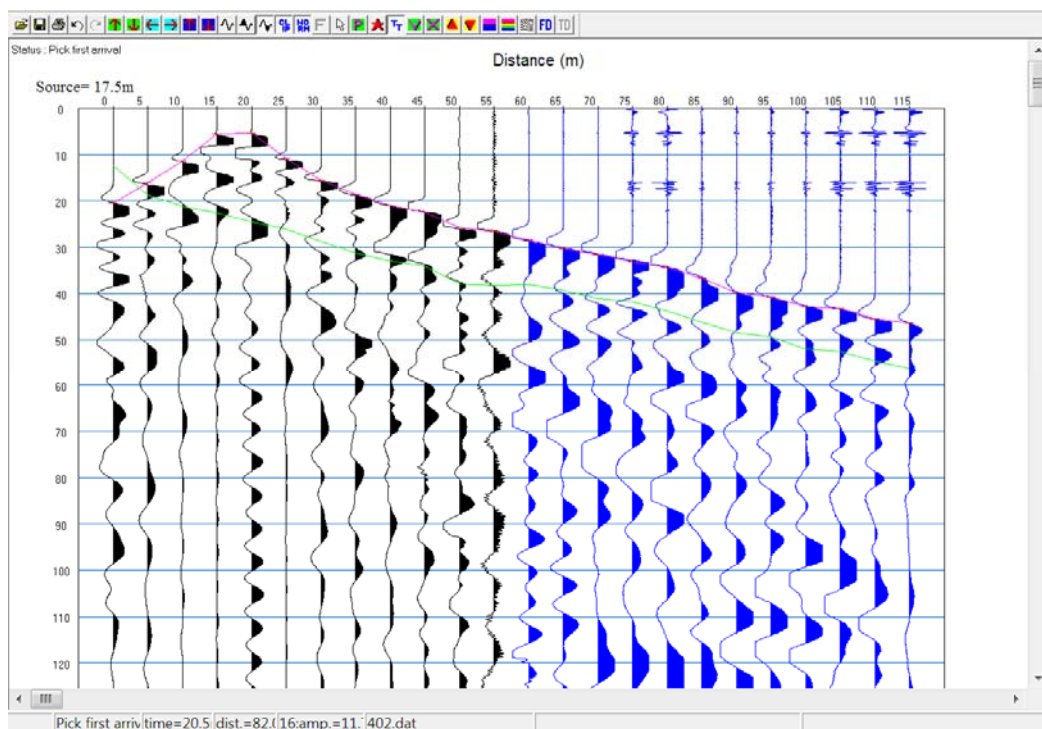 Status : Pick first arrival
Distance (m)
Source= 17.5m
0 5 10 15 20 25 30 35 40 45 50 55 60 65 70 75 80 85 90 95 100 105 110 115
0
10
20
30
40
50
60
70
80
90
100
110
120
Pick first arriv time=20.5 dist.=82.( 16:amp.=11. 402.dat